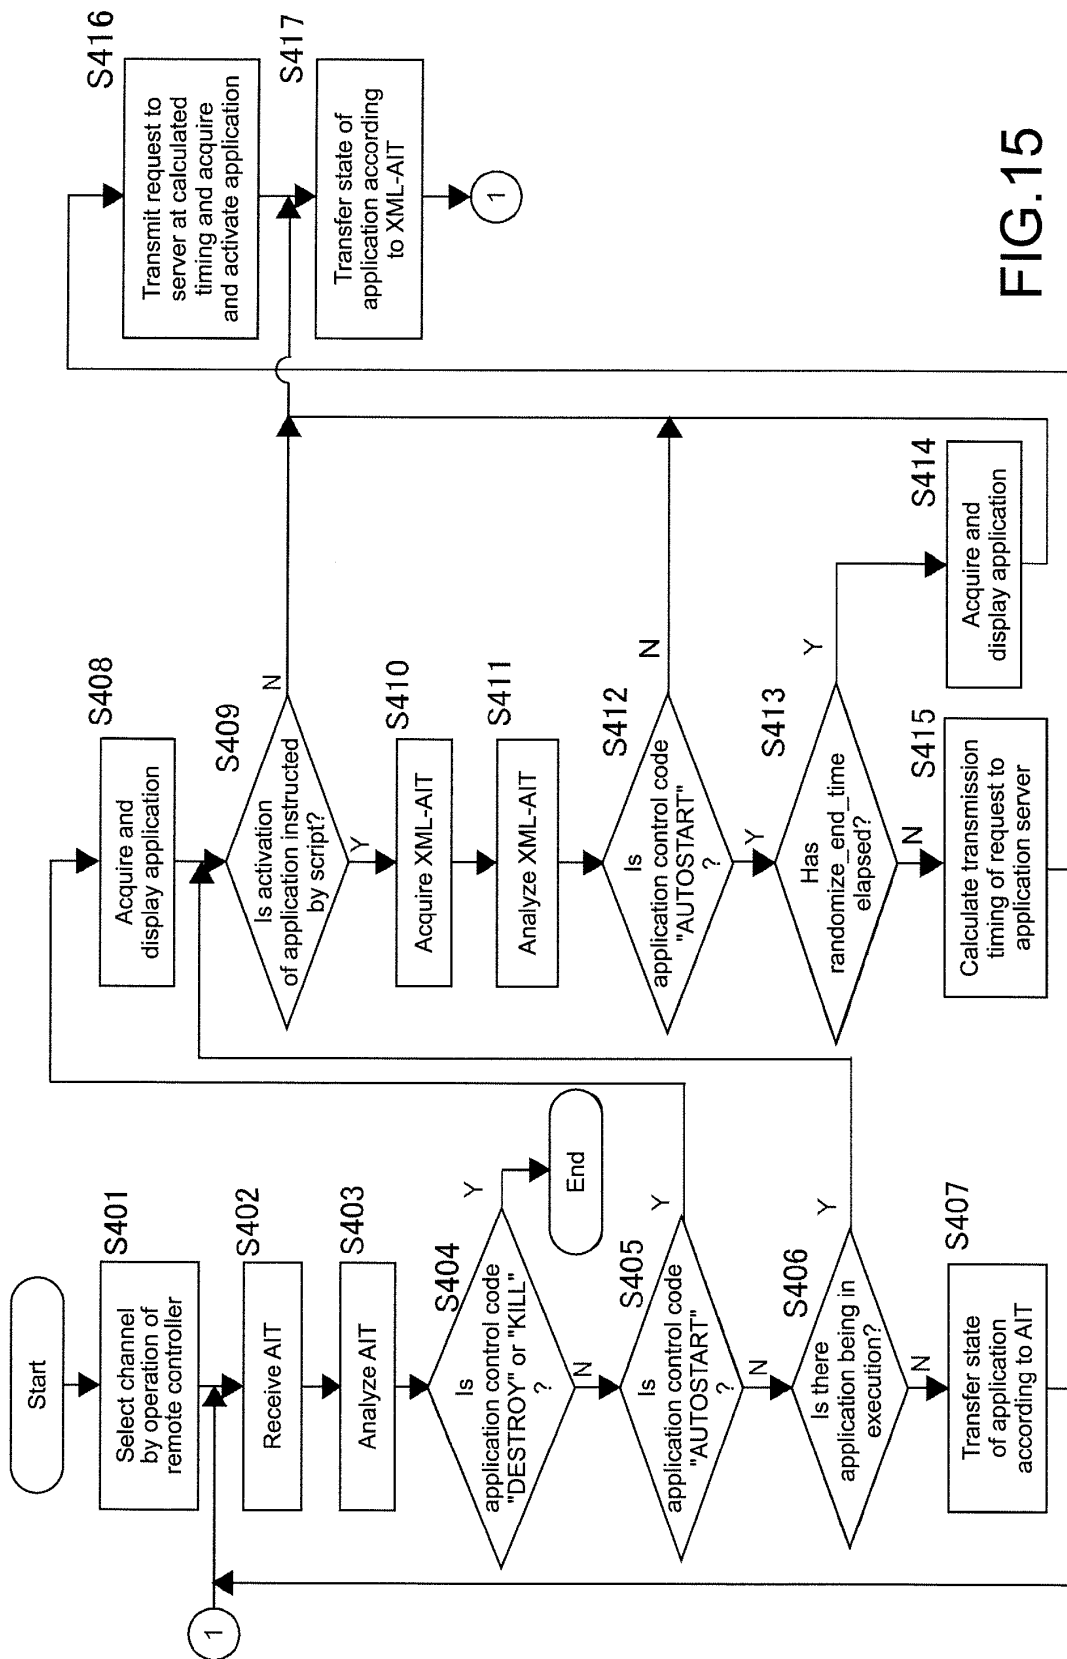 Start
S401
Select channel
by operation of
remote controller
1
S402
Receive AIT
S403
Analyze AIT
S404
Is
application control code
"DESTROY" or "KILL"
?
Y
End
N
S405
Is
application control code
"AUTOSTART"
?
Y
N
S406
Is there
application being in
execution?
Y
N
S407
Transfer state
of application
according to AIT
S408
Acquire and
display application
S409
Is activation
of application instructed
by script?
N
Y
S410
Acquire XML-AIT
S411
Analyze XML-AIT
S412
Is
application control code
"AUTOSTART"
?
N
Y
S413
Has
randomize_end_time
elapsed?
Y
N
S414
Acquire and
display application
S415
Calculate transmission
timing of request to
application server
S416
Transmit request to
server at calculated
timing and acquire
and activate application
S417
Transfer state of
application according
to XML-AIT
1
FIG.15